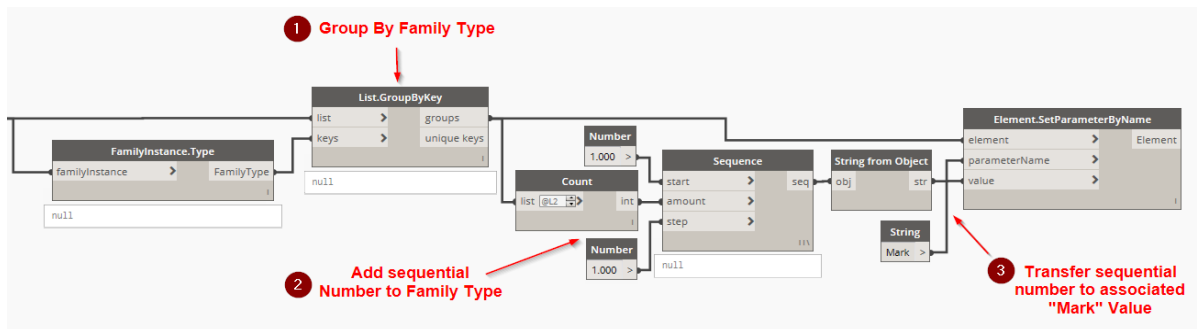 1 Group By Family Type
List.GroupByKey
list > groups
keys > unique keys
null
FamilyInstance.Type
familyInstance > FamilyType
null
Number
1.000 >
Count
list @L2 > int
Number
1.000 >
Sequence
start > seq
amount >
step >
null
String from Object
obj str
String
Mark >
Element.SetParameterByName
element > Element
parameterName >
value >
2 Add sequential
Number to Family Type
3 Transfer sequential
number to associated
"Mark" Value